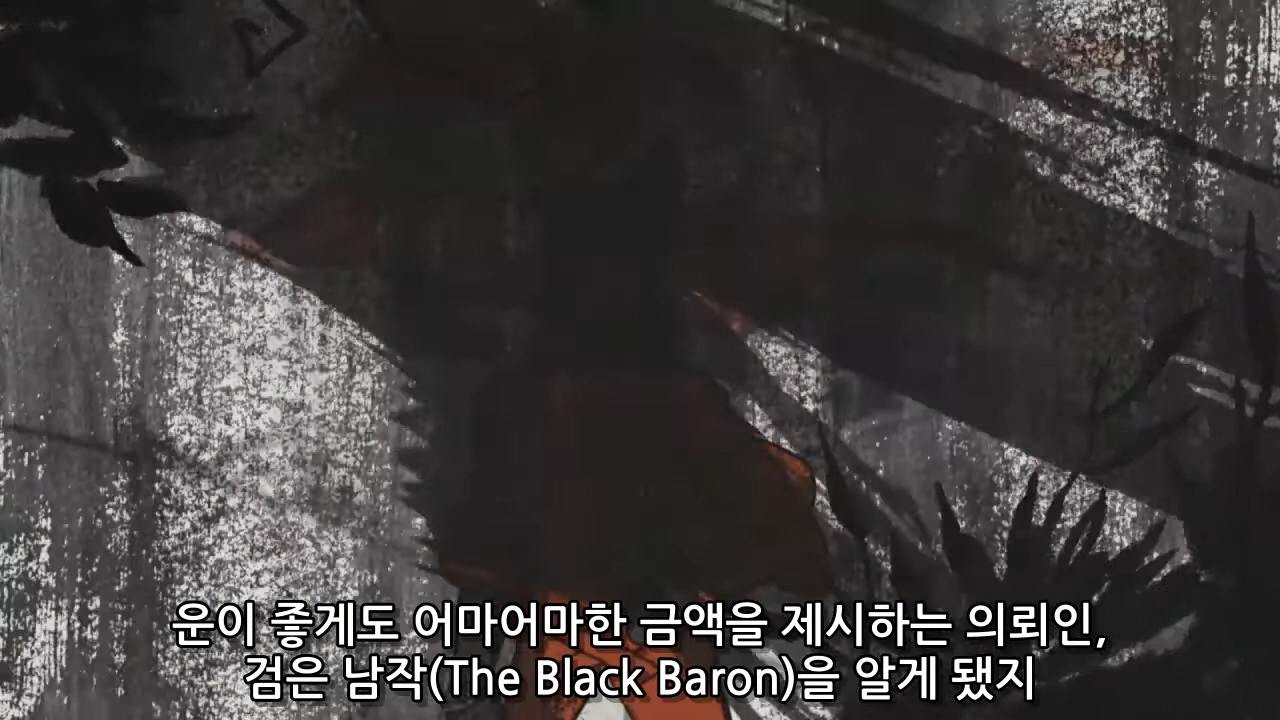 운이 좋게도 어마어마한 금액을 제시하는 의뢰인,
검은 남작(The Black Baron)을 알게 됐지